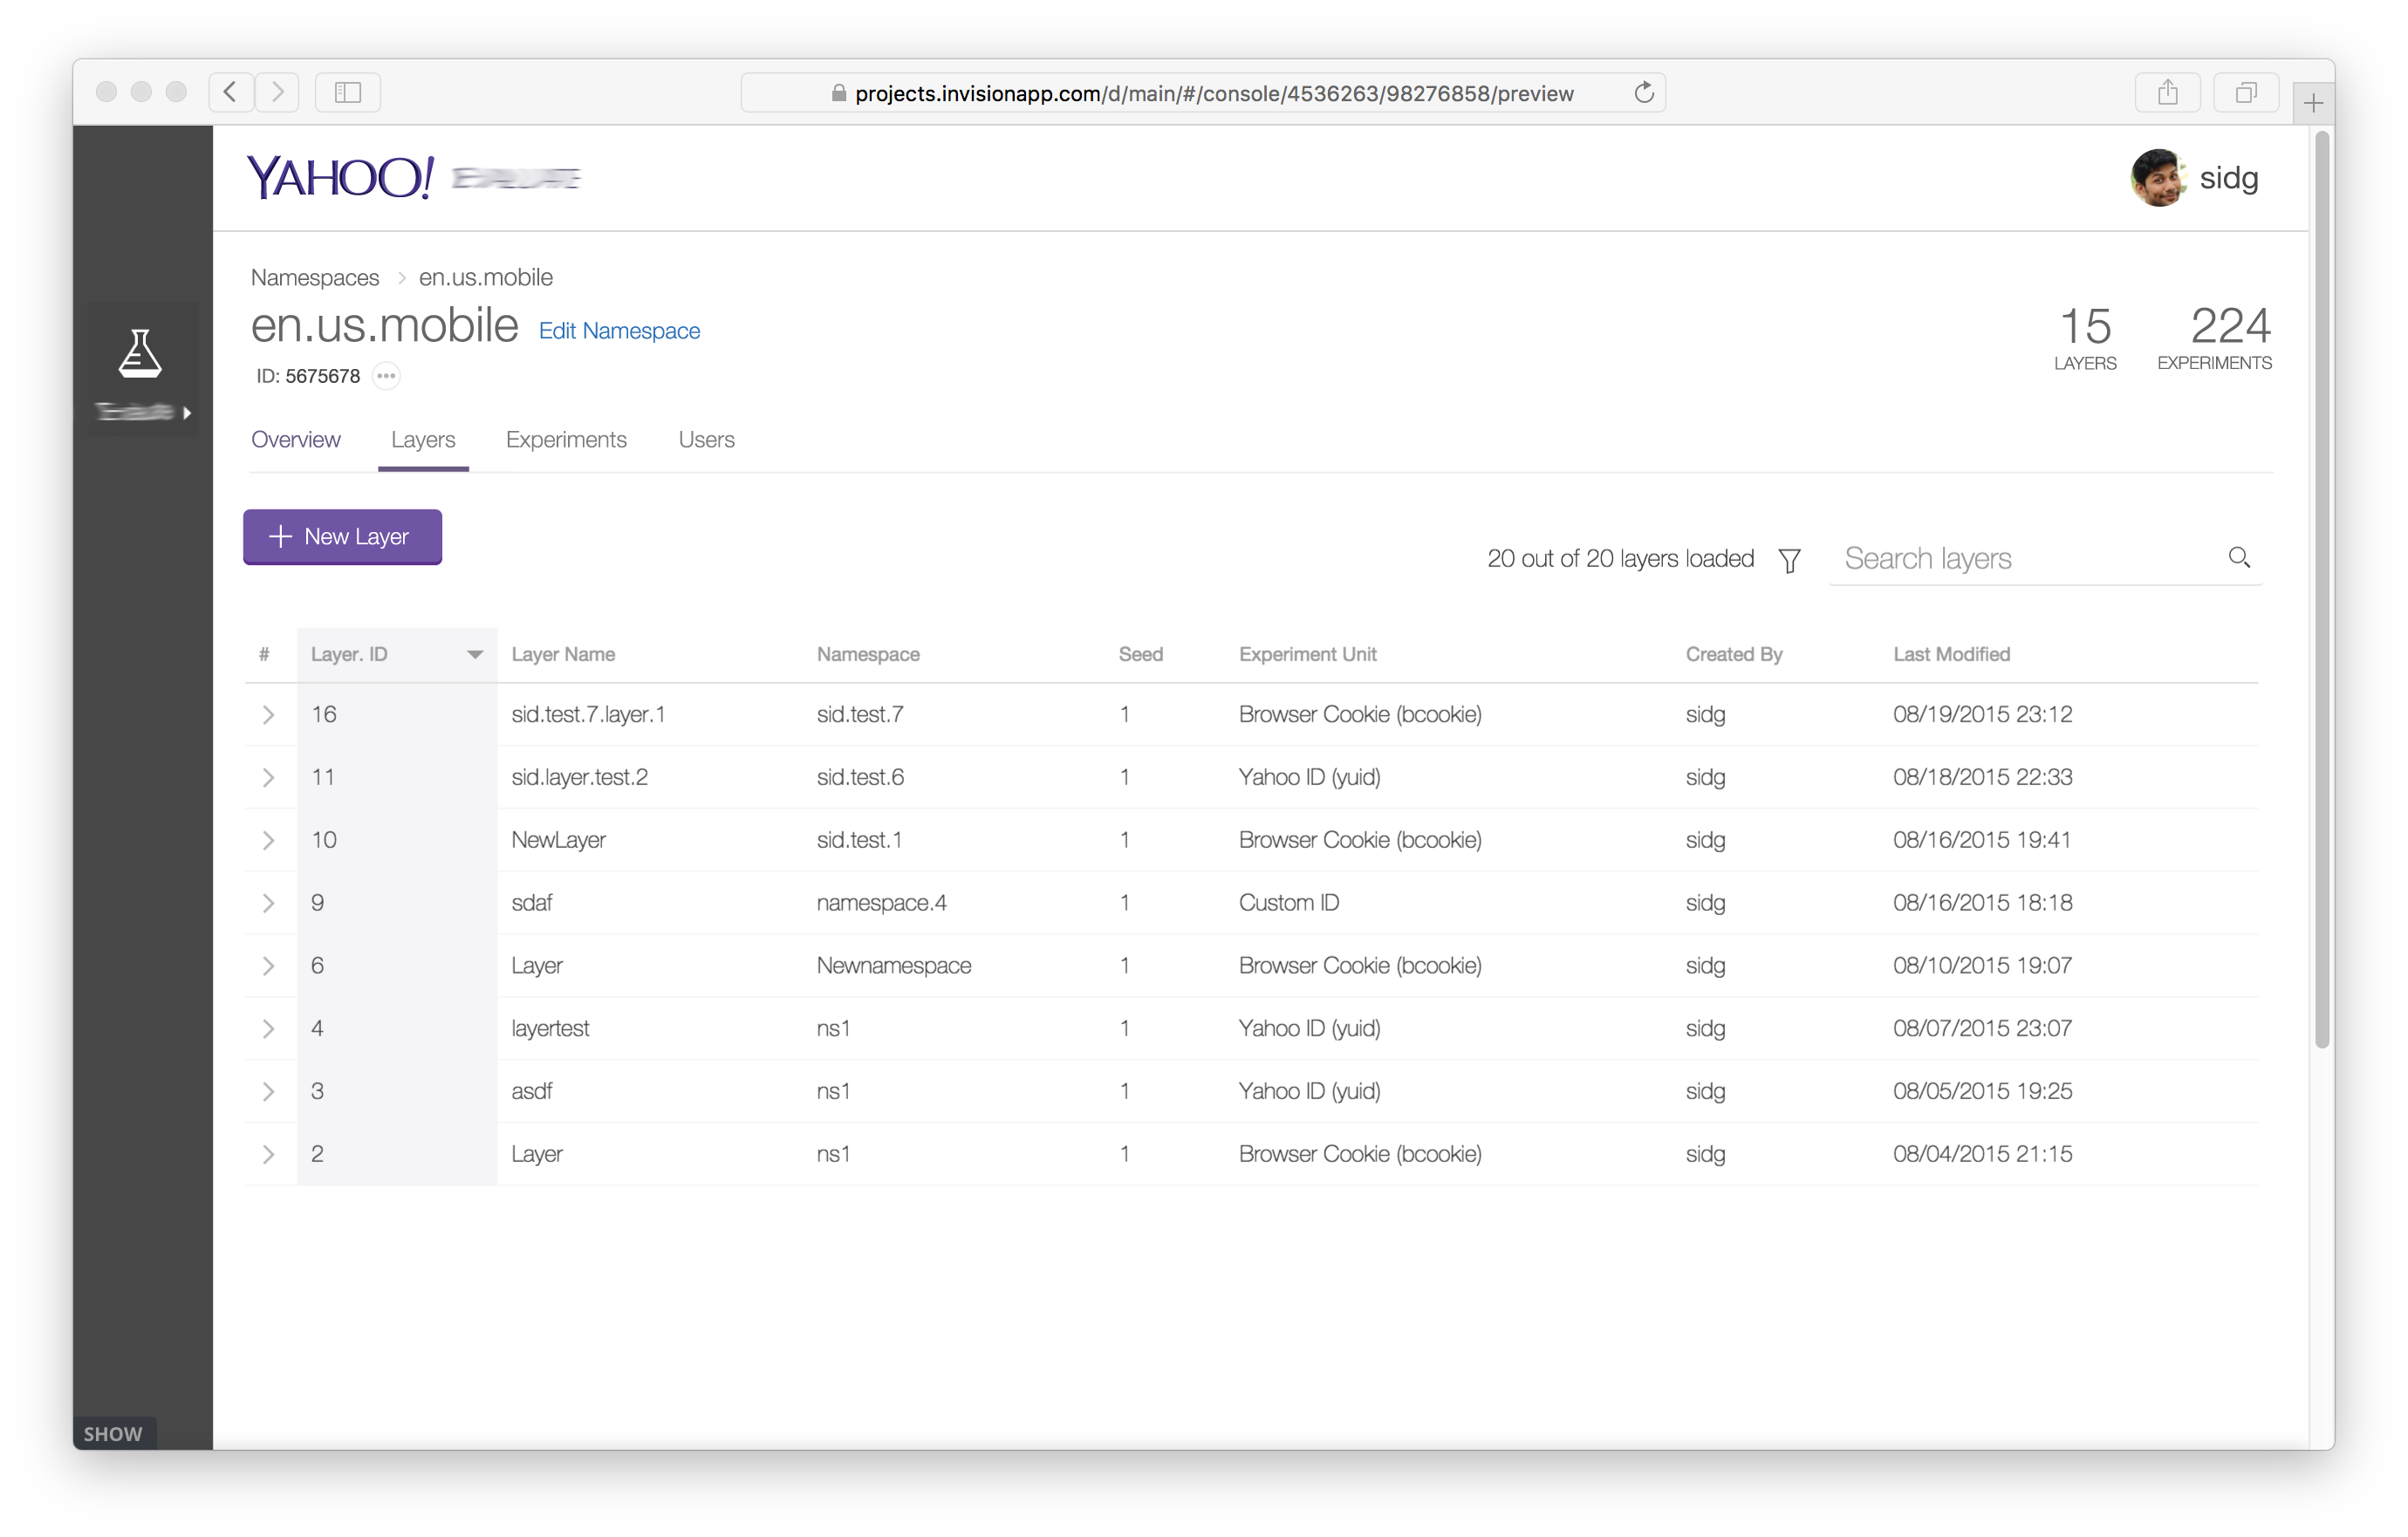 projects.invisionapp.com/d/main/#/console/4536263/98276858/preview
YAHOO!
sidg
Namespaces > en.us.mobile
en.us.mobile Edit Namespace
ID: 5675678
15 224
LAYERS EXPERIMENTS
Overview Layers Experiments Users
+ New Layer
20 out of 20 layers loaded Search layers
# Layer. ID Layer Name Namespace Seed Experiment Unit Created By Last Modified
16 sid.test.7.layer.1 sid.test.7 1 Browser Cookie (bcookie) sidg 08/19/2015 23:12
11 sid.layer.test.2 sid.test.6 1 Yahoo ID (yuid) sidg 08/18/2015 22:33
10 NewLayer sid.test.1 1 Browser Cookie (bcookie) sidg 08/16/2015 19:41
9 sdaf namespace.4 1 Custom ID sidg 08/16/2015 18:18
6 Layer Newnamespace 1 Browser Cookie (bcookie) sidg 08/10/2015 19:07
4 layertest ns1 1 Yahoo ID (yuid) sidg 08/07/2015 23:07
3 asdf ns1 1 Yahoo ID (yuid) sidg 08/05/2015 19:25
2 Layer ns1 1 Browser Cookie (bcookie) sidg 08/04/2015 21:15
SHOW